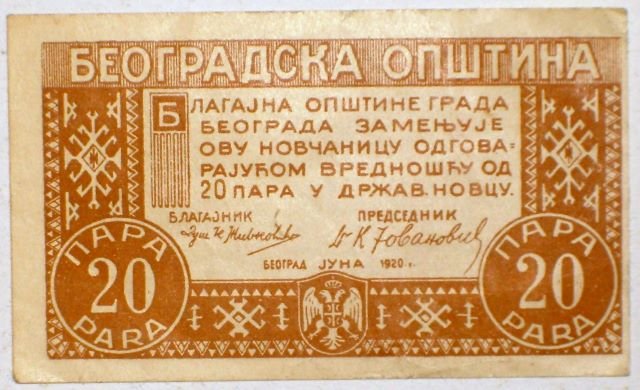 БЕОГРАДСКА ОПШТИНА
БЛАГАЈНА ОПШТИНЕ ГРАДА
БЕОГРАДА ЗАМЕЊУЈЕ
ОВУ НОВЧАНИЦУ ОДГОВА=
РАЈУЋОМ ВРЕДНОШЋУ ОД
20 ПАРА У ДРЖАВ. НОВЦУ.
БЛАГАЈНИК ПРЕДСЕДНИК
К Јовановић
БЕОГРАД ЈУНА 1920 г.
ПАРА
20
PARA
ПАРА
20
PARA